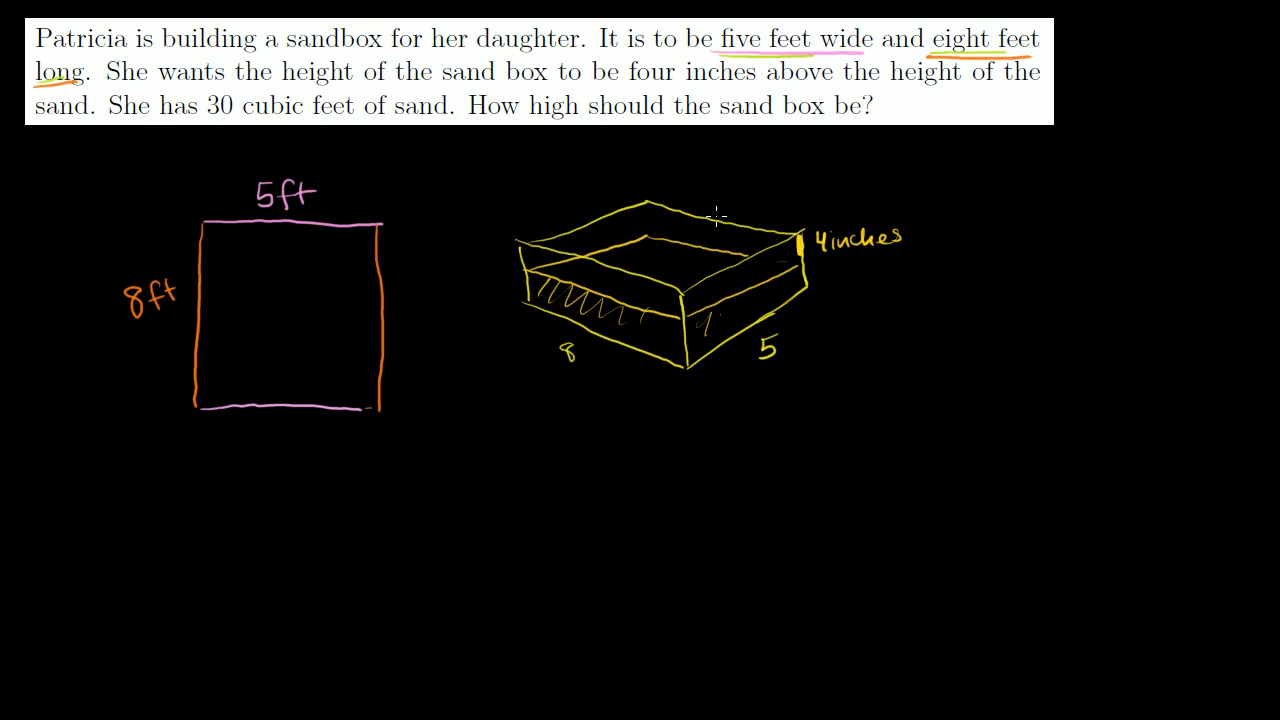 Patricia is building a sandbox for her daughter. It is to be five feet wide and eight feet
long. She wants the height of the sand box to be four inches above the height of the
sand. She has 30 cubic feet of sand. How high should the sand box be?
5ft
8ft
4inches
8
5